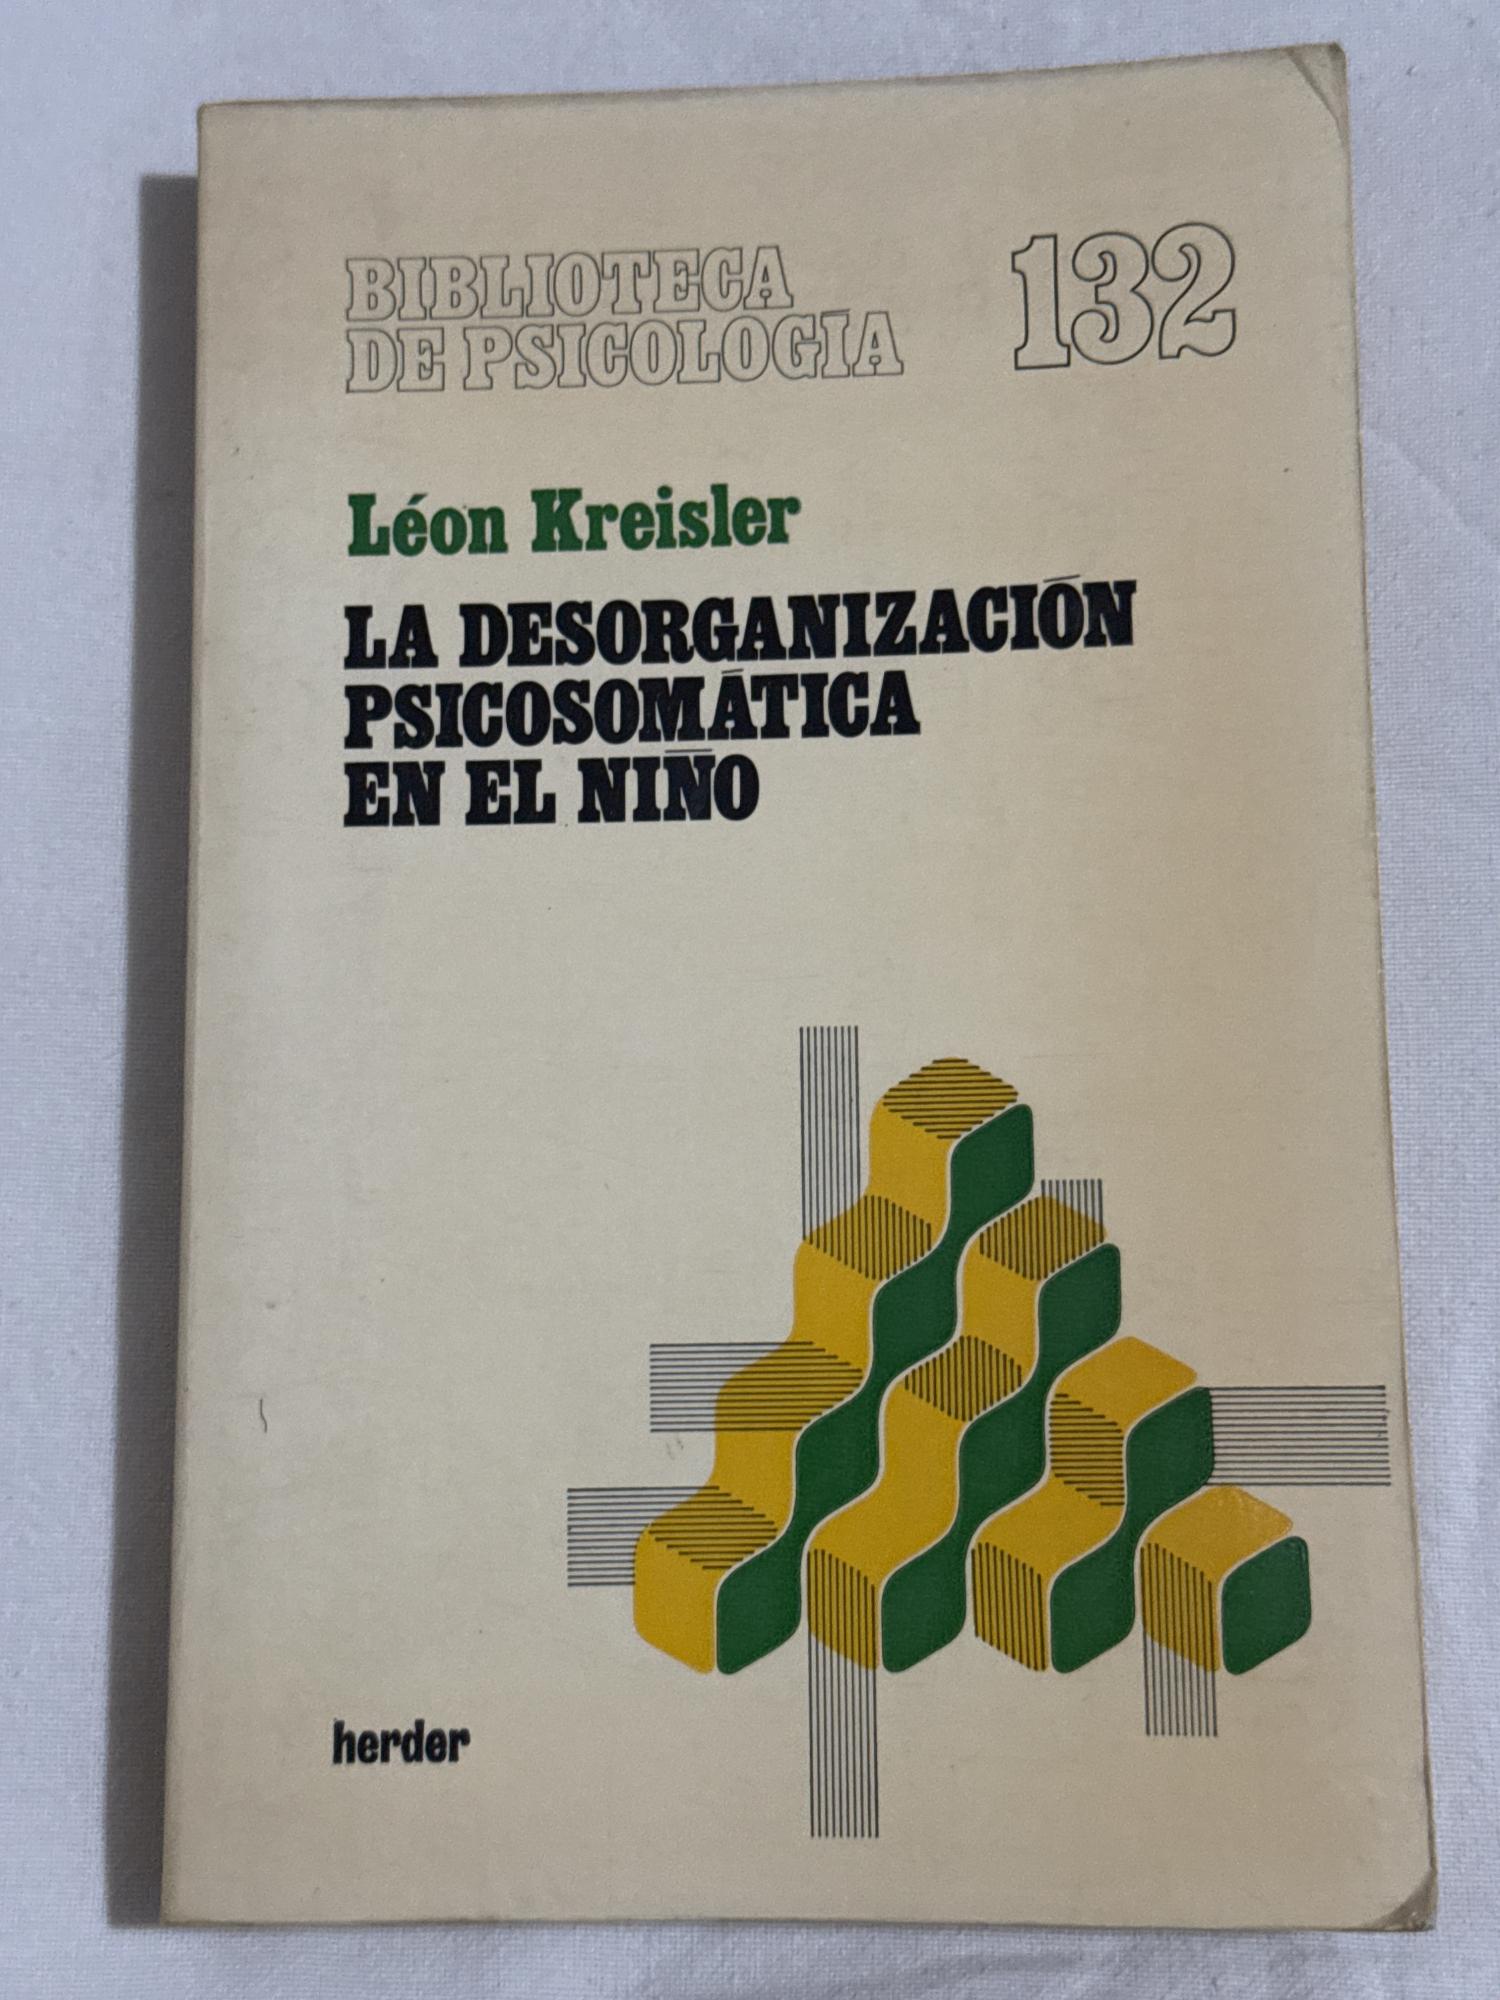 BIBLIOTECA
DE PSICOLOGÍA
132
Léon Kreisler
LA DESORGANIZACIÓN
PSICOSOMÁTICA
EN EL NIÑO
herder